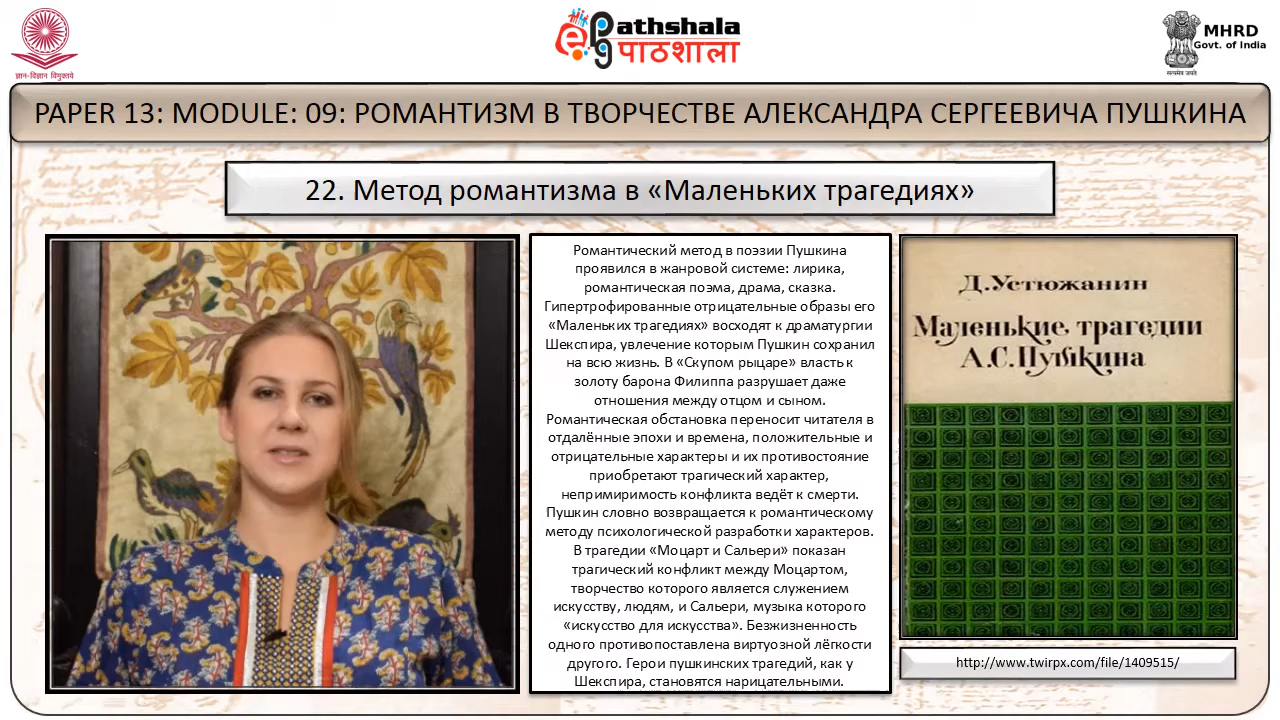 ज्ञान-विज्ञान विमुक्तये
ePathshala
पाठशाला
MHRD
Govt. of India
सत्यमेव जयते
PAPER 13: MODULE: 09: РОМАНТИЗМ В ТВОРЧЕСТВЕ АЛЕКСАНДРА СЕРГЕЕВИЧА ПУШКИНА
22. Метод романтизма в «Маленьких трагедиях»
Романтический метод в поэзии Пушкина
проявился в жанровой системе: лирика,
романтическая поэма, драма, сказка.
Гипертрофированные отрицательные образы его
«Маленьких трагедиях» восходят к драматургии
Шекспира, увлечение которым Пушкин сохранил
на всю жизнь. В «Скупом рыцаре» власть к
золоту барона Филиппа разрушает даже
отношения между отцом и сыном.
Романтическая обстановка переносит читателя в
отдалённые эпохи и времена, положительные и
отрицательные характеры и их противостояние
приобретают трагический характер,
непримиримость конфликта ведёт к смерти.
Пушкин словно возвращается к романтическому
методу психологической разработки характеров.
В трагедии «Моцарт и Сальери» показан
трагический конфликт между Моцартом,
творчество которого является служением
искусству, людям, и Сальери, музыка которого
«искусство для искусства». Безжизненность
одного противопоставлена виртуозной лёгкости
другого. Герои пушкинских трагедий, как у
Шекспира, становятся нарицательными.
Д.Устюжанин
Маленькие трагедии
А.С.Пушкина
http://www.twirpx.com/file/1409515/